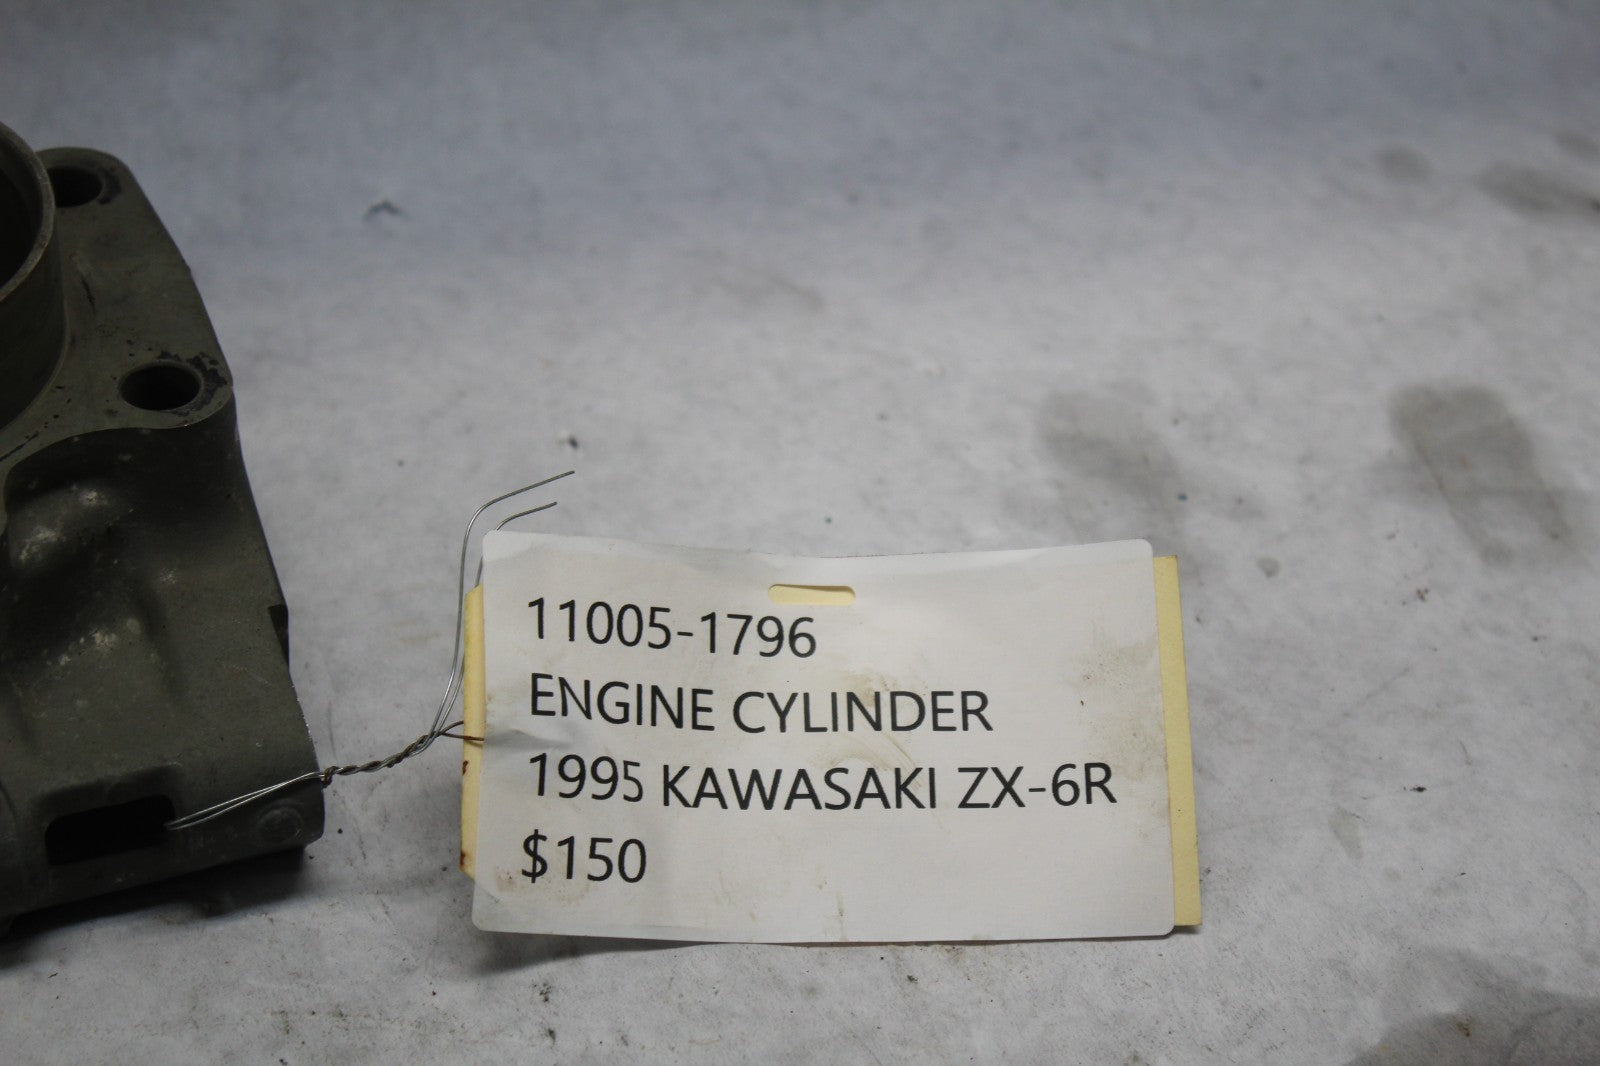 11005-1796
ENGINE CYLINDER
1995 KAWASAKI ZX-6R
$150